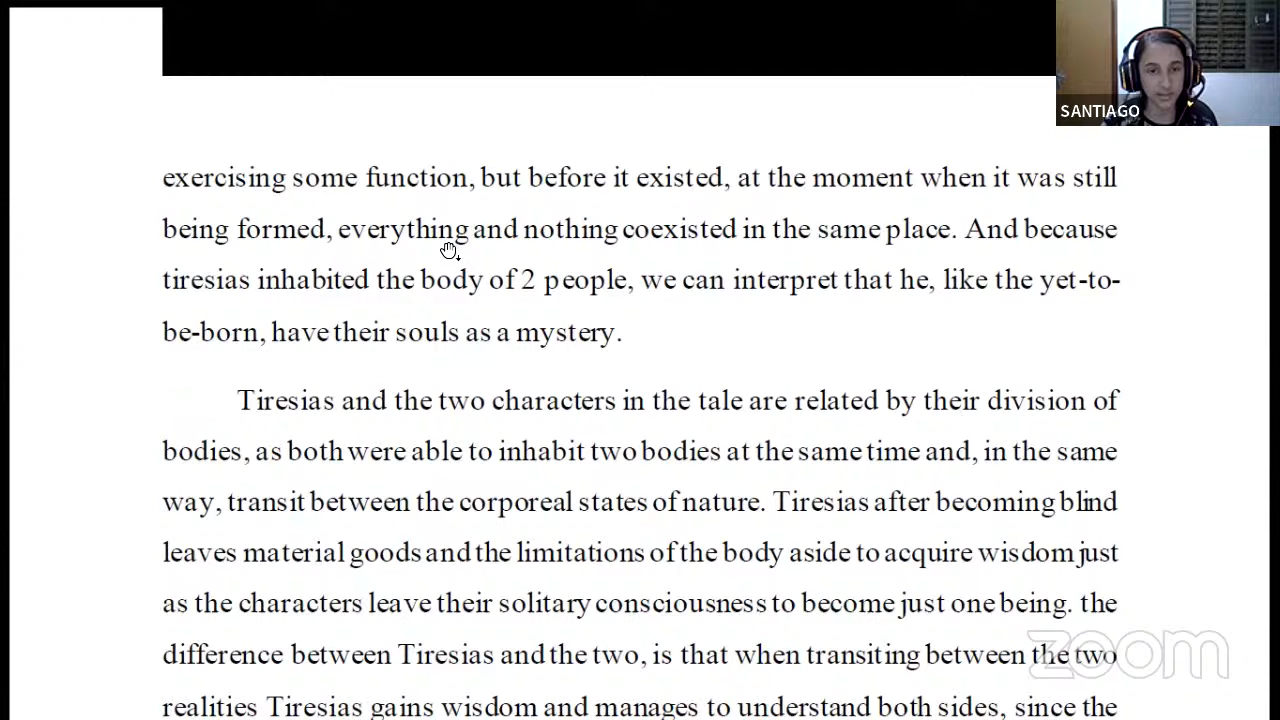 SANTIAGO
exercising some function, but before it existed, at the moment when it was still
being formed, everything and nothing coexisted in the same place. And because
tiresias inhabited the body of 2 people, we can interpret that he, like the yet-to-
be-born, have their souls as a mystery.
Tiresias and the two characters in the tale are related by their division of
bodies, as both were able to inhabit two bodies at the same time and, in the same
way, transit between the corporeal states of nature. Tiresias after becoming blind
leaves material goods and the limitations of the body aside to acquire wisdom just
as the characters leave their solitary consciousness to become just one being. the
difference between Tiresias and the two, is that when transiting between the two
realities Tiresias gains wisdom and manages to understand both sides, since the
zoom